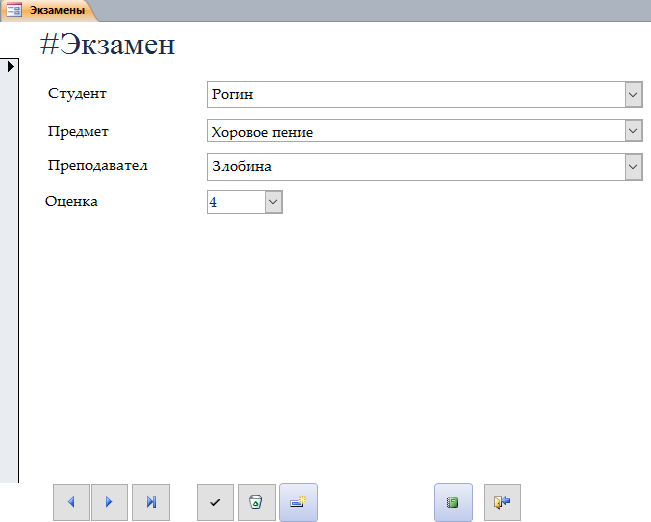 Экзамены
#Экзамен
Студент Рогин
Предмет Хоровое пение
Преподавател Злобина
Оценка 4